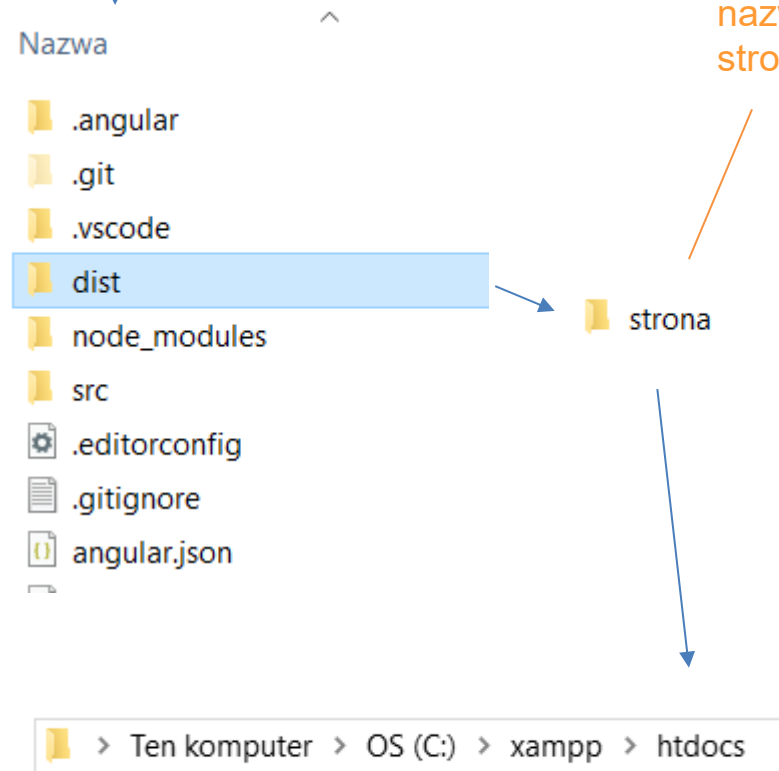 Nazwa
.angular
.git
.vscode
dist
node_modules
src
.editorconfig
.gitignore
angular.json
strona
Ten komputer > OS (C:) > xampp > htdocs